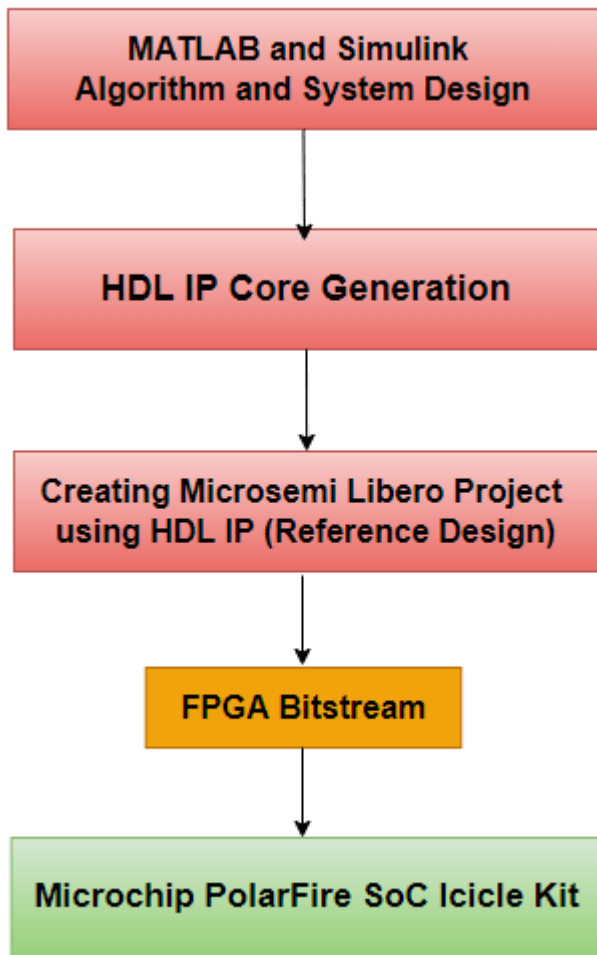 MATLAB and Simulink
Algorithm and System Design
HDL IP Core Generation
Creating Microsemi Libero Project
using HDL IP (Reference Design)
FPGA Bitstream
Microchip PolarFire SoC Icicle Kit